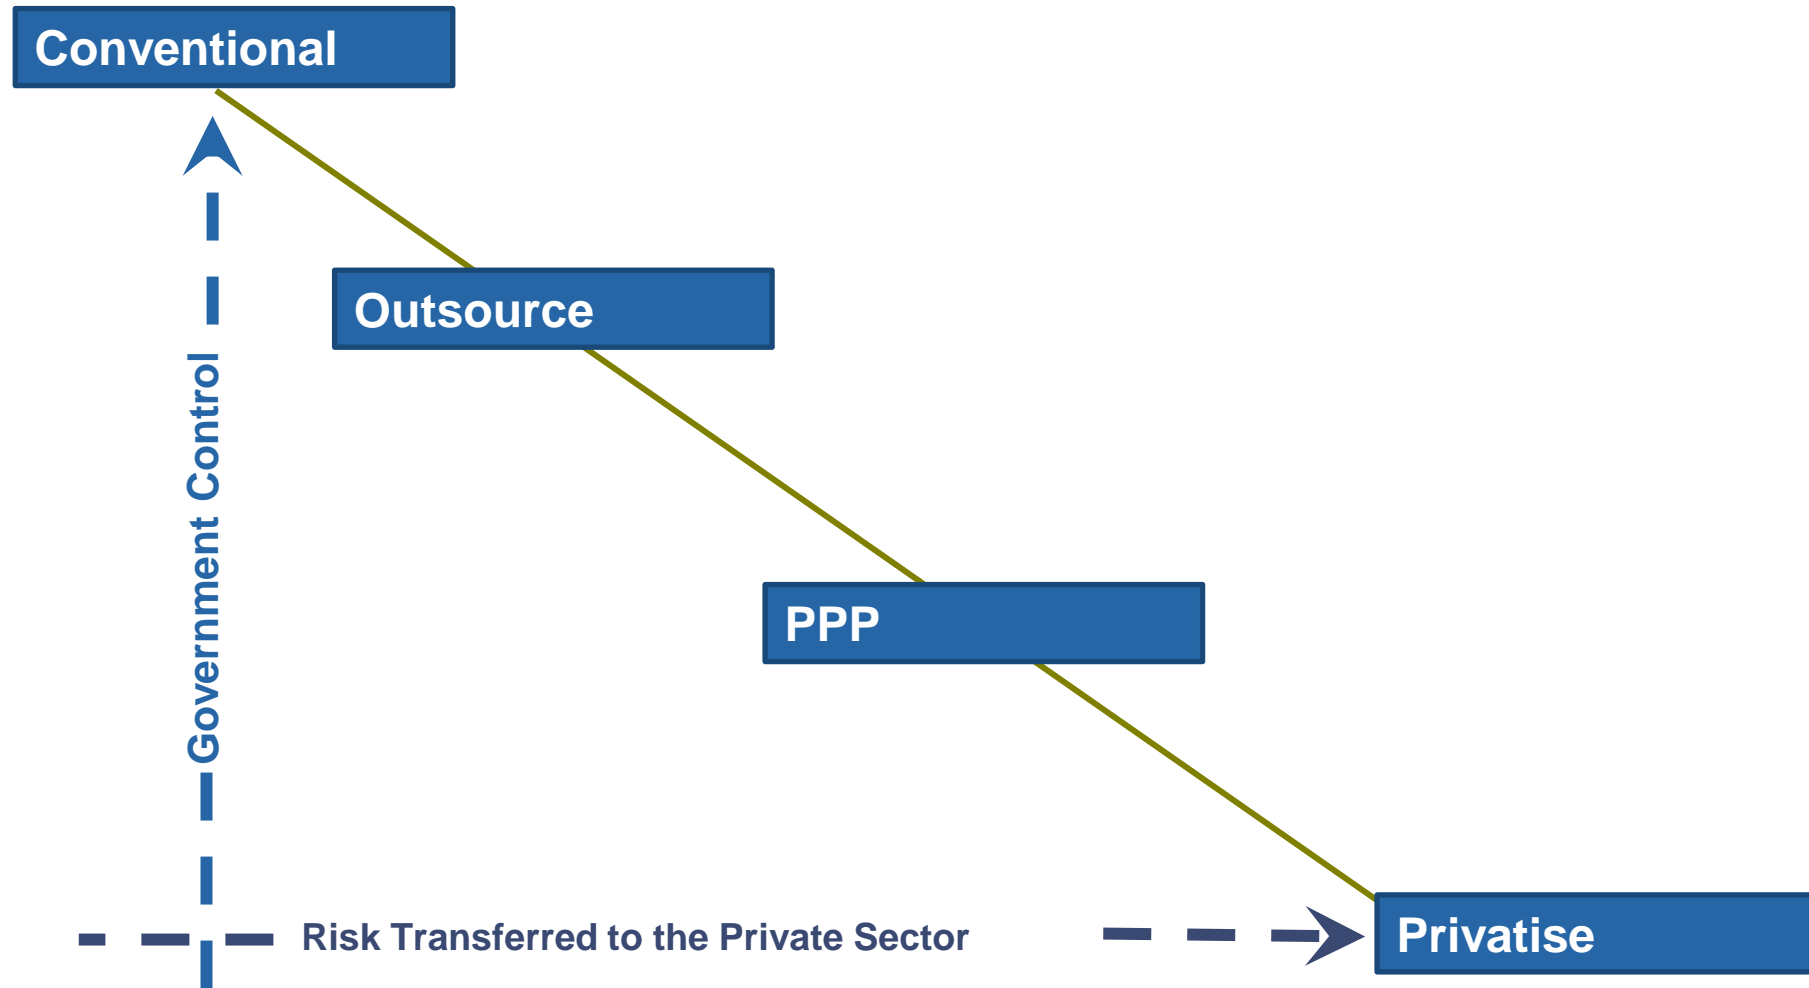 Conventional
Outsource
Government Control
PPP
Risk Transferred to the Private Sector
Privatise